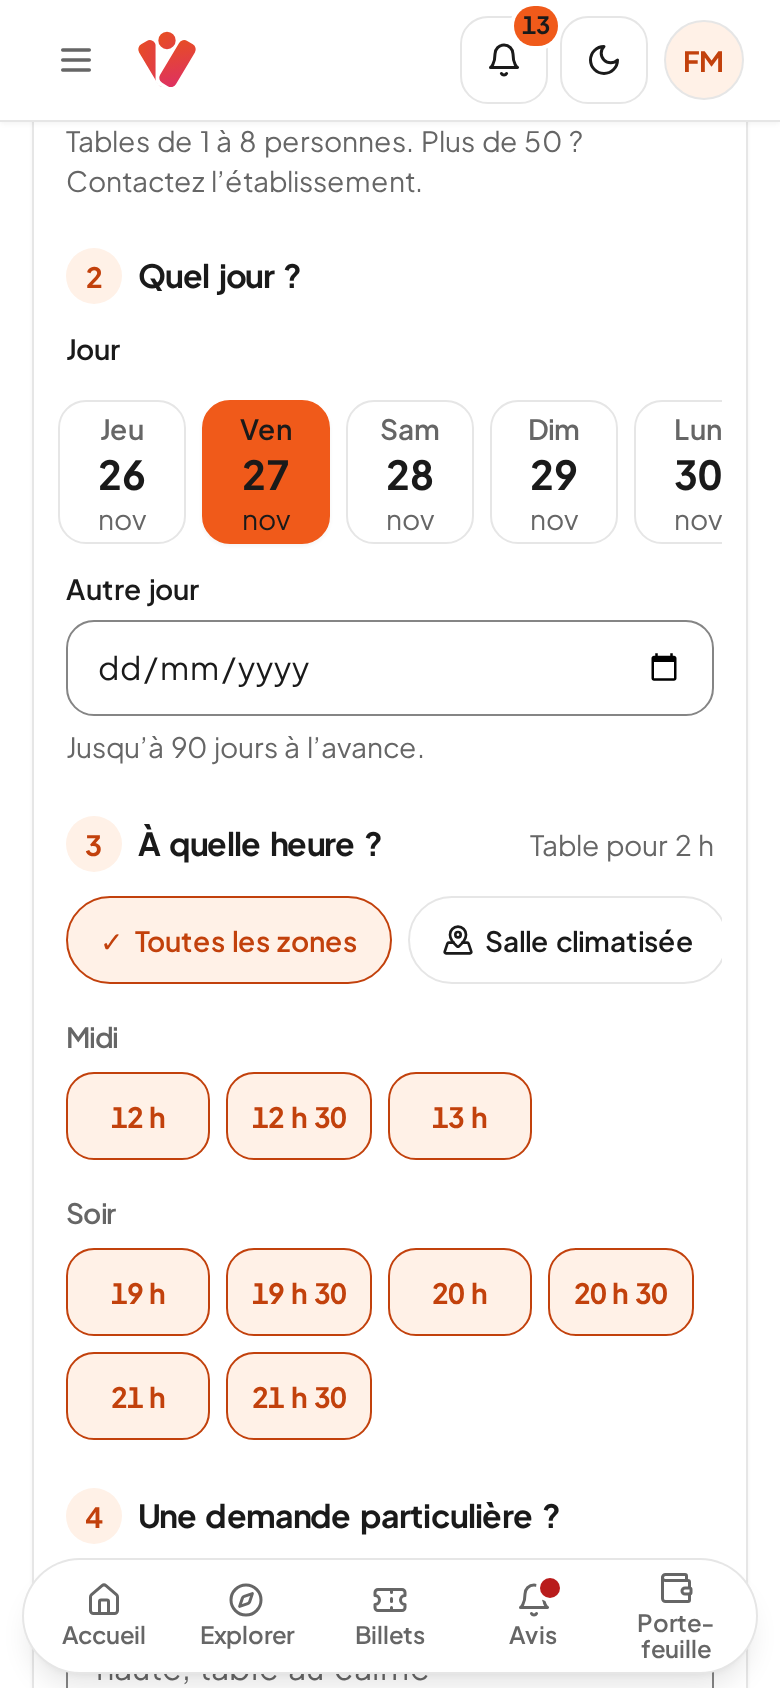 13
FM
Tables de 1 à 8 personnes. Plus de 50 ?
Contactez l’établissement.
2 Quel jour ?
Jour
Jeu 26 nov
Ven 27 nov
Sam 28 nov
Dim 29 nov
Lun 30 nov
Autre jour
dd/mm/yyyy
Jusqu’à 90 jours à l’avance.
3 À quelle heure ? Table pour 2 h
✓ Toutes les zones Salle climatisée
Midi
12 h 12 h 30 13 h
Soir
19 h 19 h 30 20 h 20 h 30
21 h 21 h 30
4 Une demande particulière ?
Accueil Explorer Billets Avis Porte-
feuille
haute, table au calme